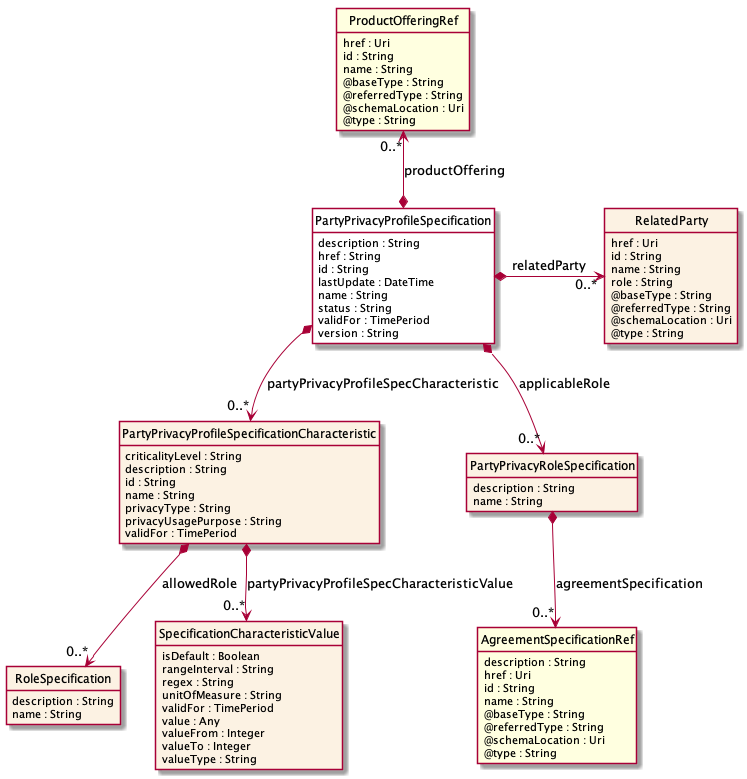 ProductOfferingRef
href : Uri
id : String
name : String
@baseType : String
@referredType : String
@schemaLocation : Uri
@type : String
0..*
productOffering
PartyPrivacyProfileSpecification
description : String
href : String
id : String
lastUpdate : DateTime
name : String
status : String
validFor : TimePeriod
version : String
relatedParty
0..*
RelatedParty
href : Uri
id : String
name : String
role : String
@baseType : String
@referredType : String
@schemaLocation : Uri
@type : String
partyPrivacyProfileSpecCharacteristic
0..*
applicableRole
0..*
PartyPrivacyProfileSpecificationCharacteristic
criticalityLevel : String
description : String
id : String
name : String
privacyType : String
privacyUsagePurpose : String
validFor : TimePeriod
PartyPrivacyRoleSpecification
description : String
name : String
allowedRole
0..*
partyPrivacyProfileSpecCharacteristicValue
0..*
agreementSpecification
0..*
RoleSpecification
description : String
name : String
SpecificationCharacteristicValue
isDefault : Boolean
rangeInterval : String
regex : String
unitOfMeasure : String
validFor : TimePeriod
value : Any
valueFrom : Integer
valueTo : Integer
valueType : String
AgreementSpecificationRef
description : String
href : Uri
id : String
name : String
@baseType : String
@referredType : String
@schemaLocation : Uri
@type : String